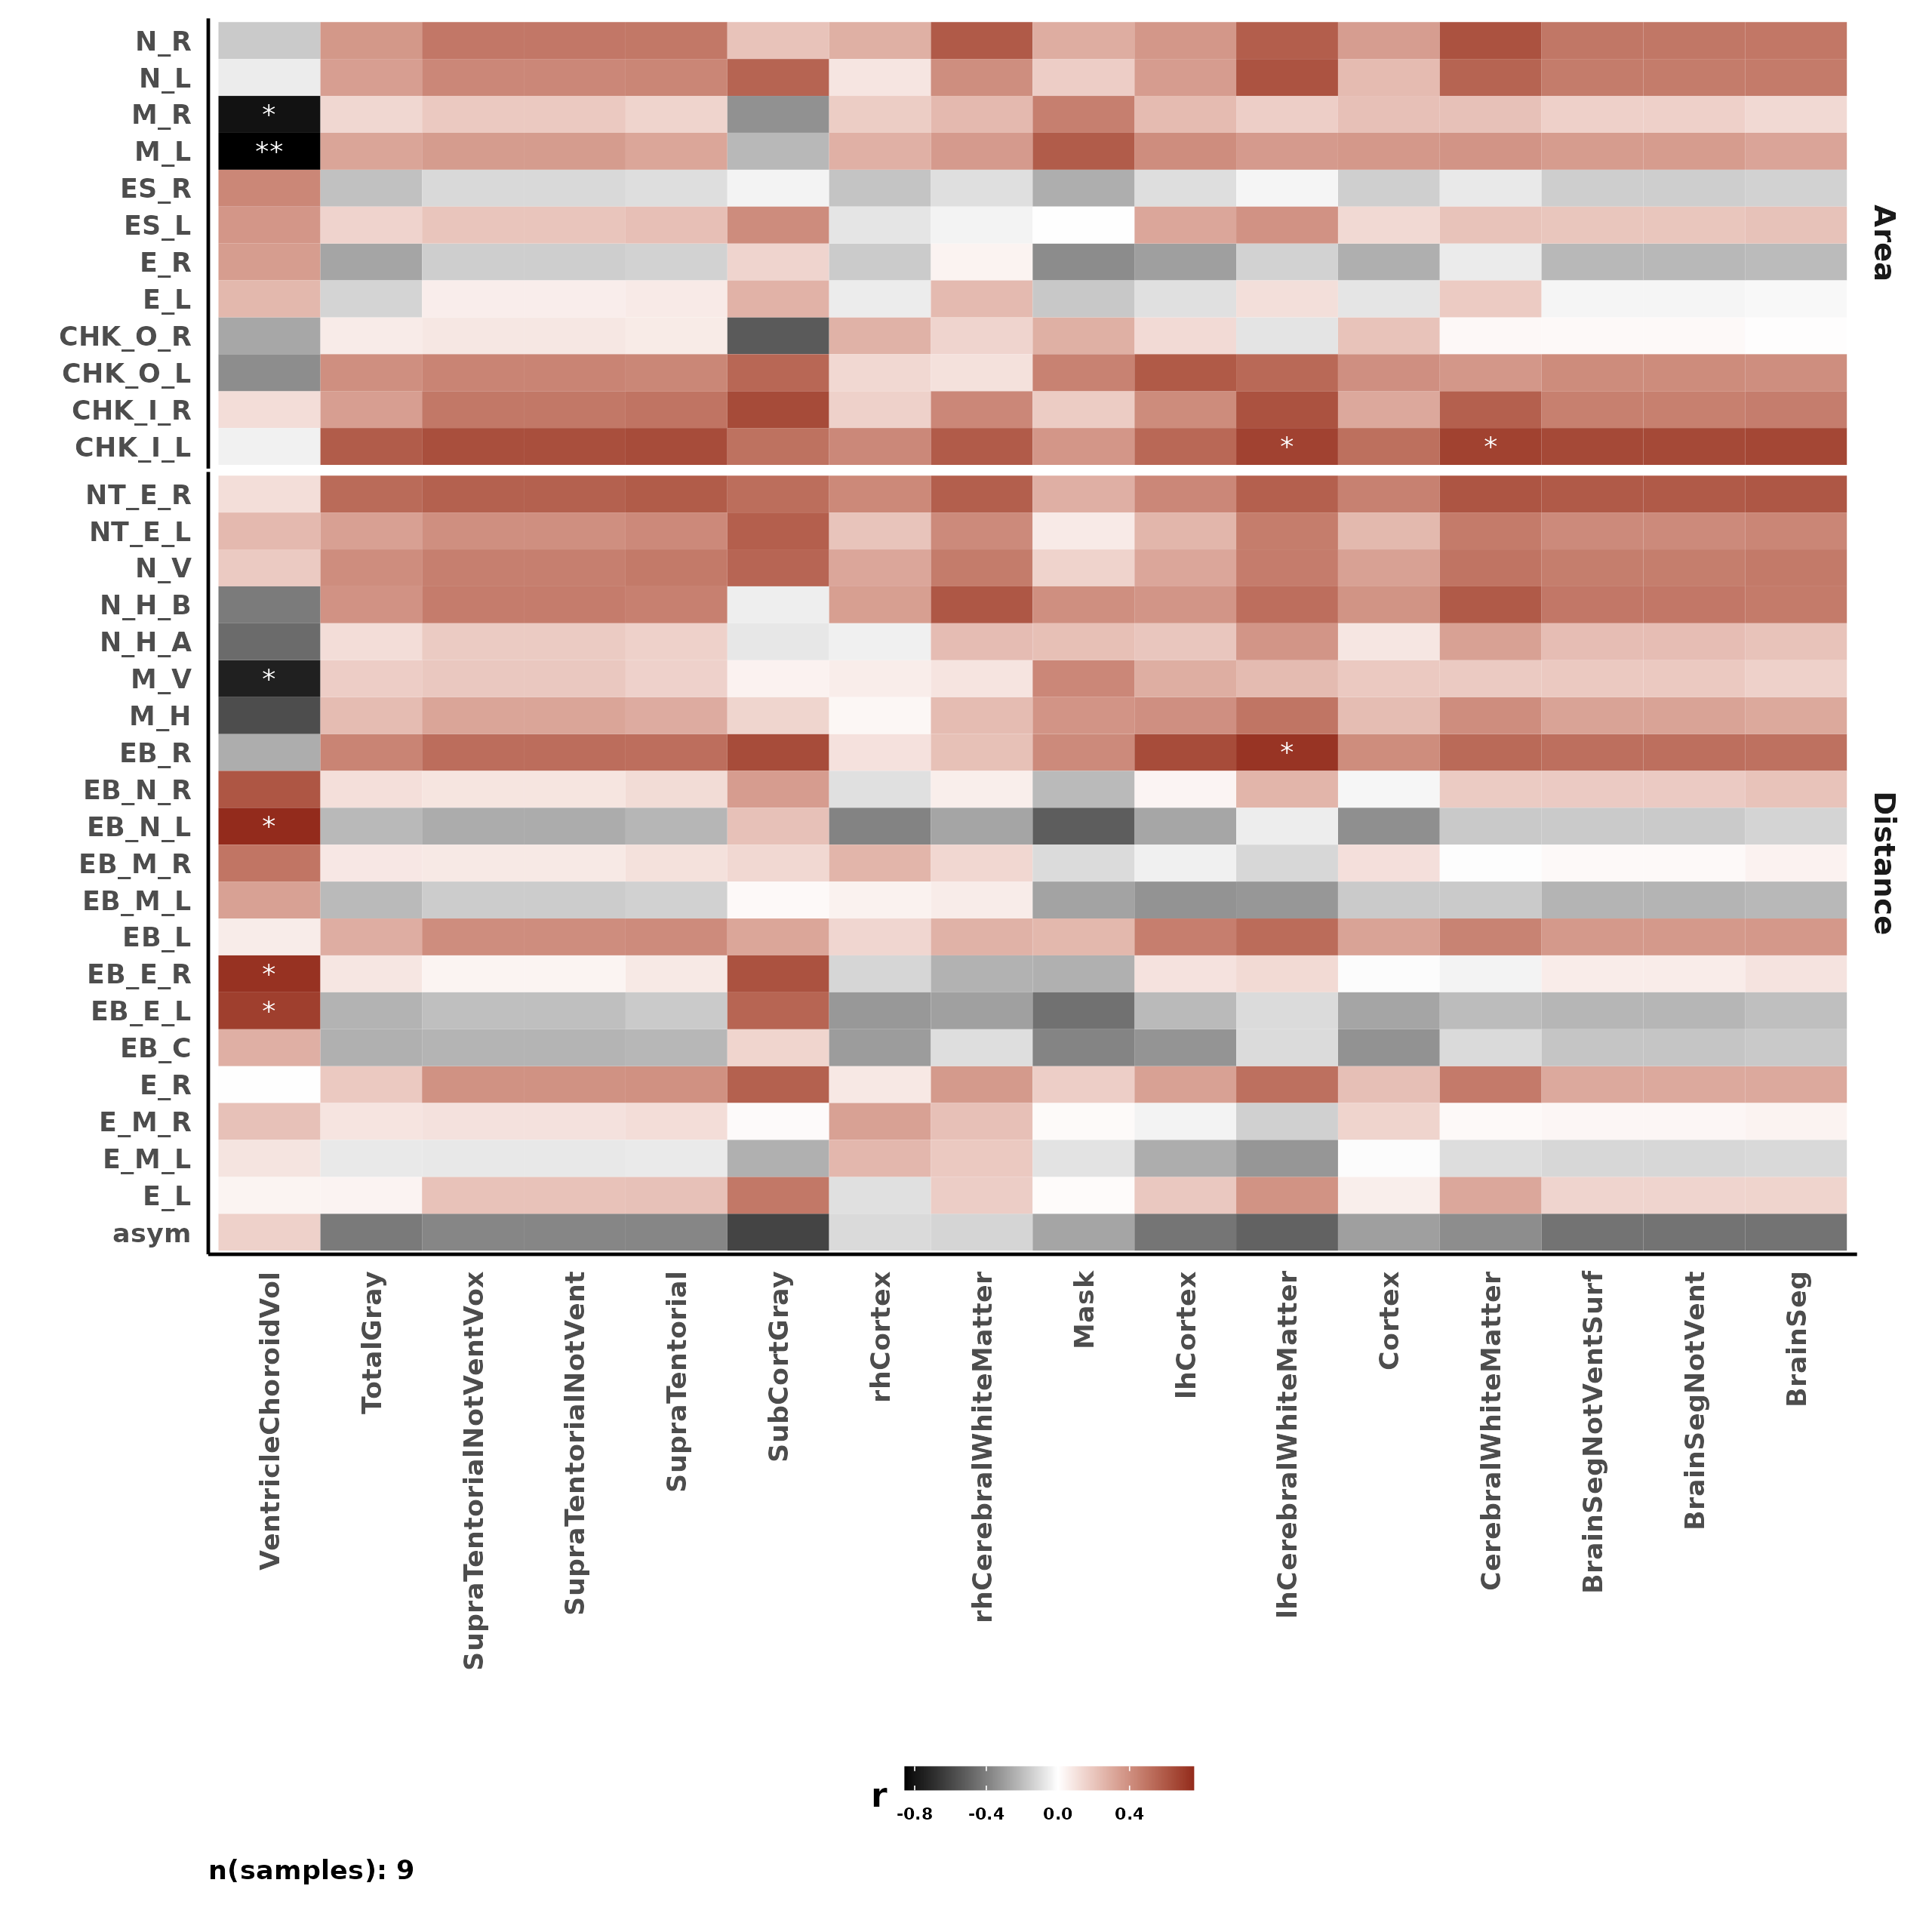 N_R
N_L
M_R *
M_L **
ES_R
ES_L
E_R
E_L
CHK_O_R
CHK_O_L
CHK_I_R
CHK_I_L * *
Area
NT_E_R
NT_E_L
N_V
N_H_B
N_H_A
M_V *
M_H
EB_R *
EB_N_R
EB_N_L *
EB_M_R
EB_M_L
EB_L
EB_E_R *
EB_E_L *
EB_C
E_R
E_M_R
E_M_L
E_L
asym
Distance
VentricleChoroidVol
TotalGray
SupraTentorialNotVentVox
SupraTentorialNotVent
SupraTentorial
SubCortGray
rhCortex
rhCerebralWhiteMatter
Mask
lhCortex
lhCerebralWhiteMatter
Cortex
CerebralWhiteMatter
BrainSegNotVentSurf
BrainSegNotVent
BrainSeg
r
-0.8 -0.4 0.0 0.4
n(samples): 9